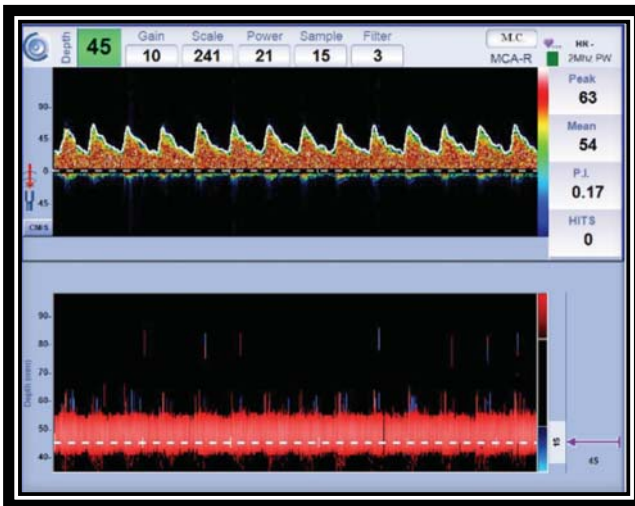 Depth 45
Gain Scale Power Sample Filter
10 241 21 15 3
M.C
MCA-R
HR -
2Mhz PW
Peak
63
Mean
54
P.I.
0.17
HITS
0
90-
45-
0
-45
CM/S
Depth (mm)
90-
80-
70-
60-
50-
40-
15
45